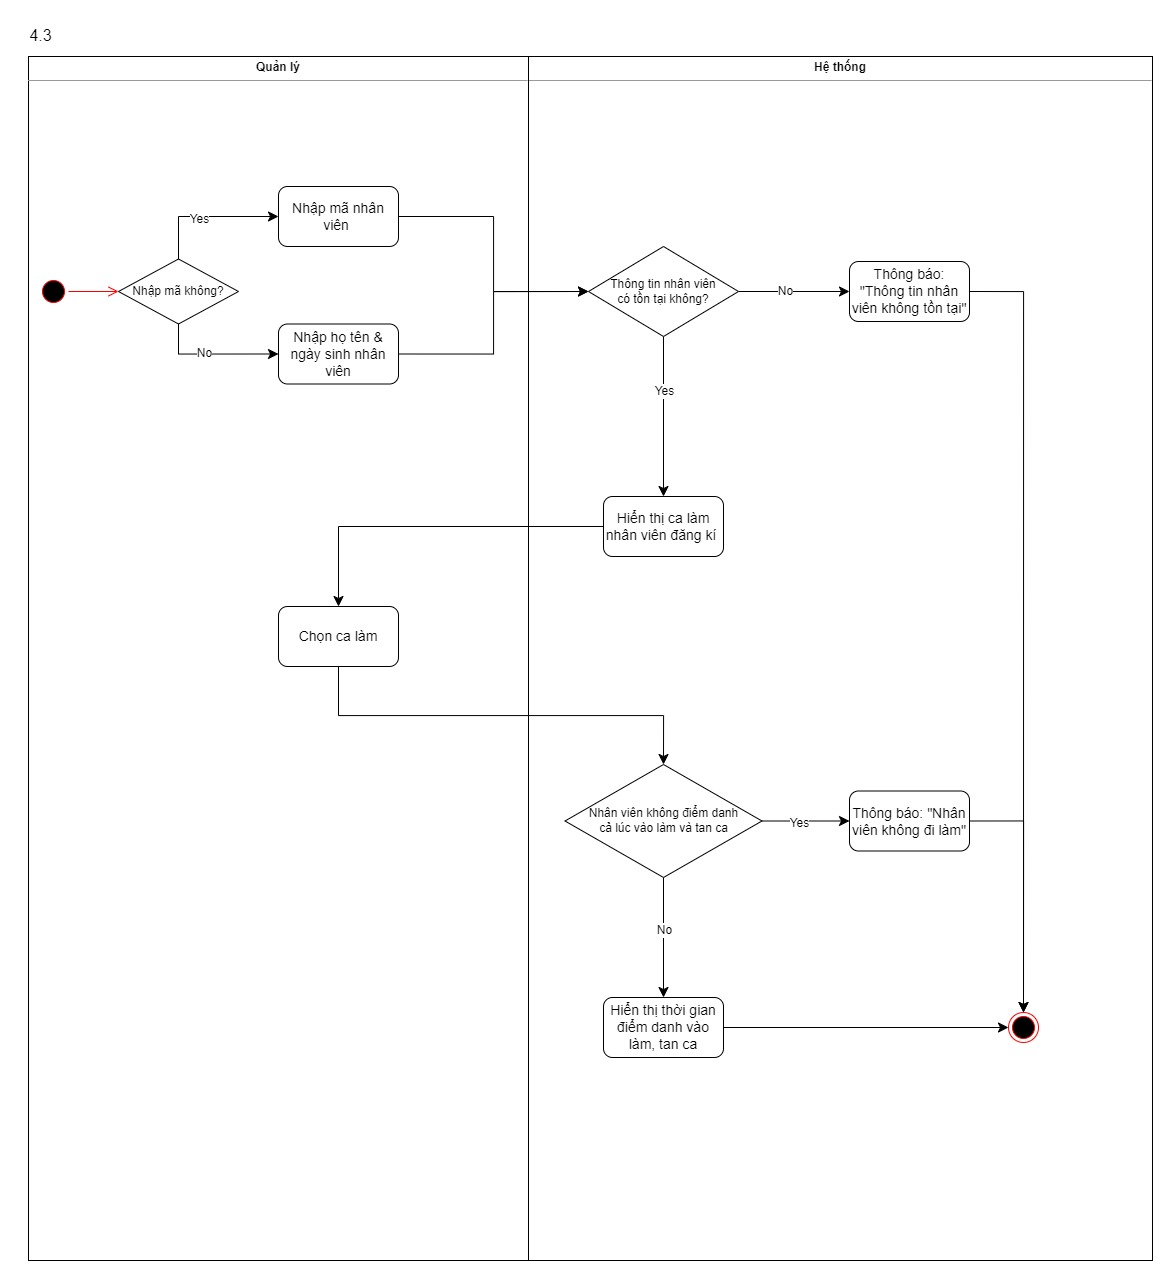 4.3
Quản lý
Hệ thống
Yes
Nhập mã nhân
viên
Nhập mã không?
No
Nhập họ tên &
ngày sinh nhân
viên
Thông tin nhân viên
có tồn tại không?
No
Thông báo:
"Thông tin nhân
viên không tồn tại"
Yes
Hiển thị ca làm
nhân viên đăng kí
Chọn ca làm
Nhân viên không điểm danh
cả lúc vào làm và tan ca
Yes
Thông báo: "Nhân
viên không đi làm"
No
Hiển thị thời gian
điểm danh vào
làm, tan ca